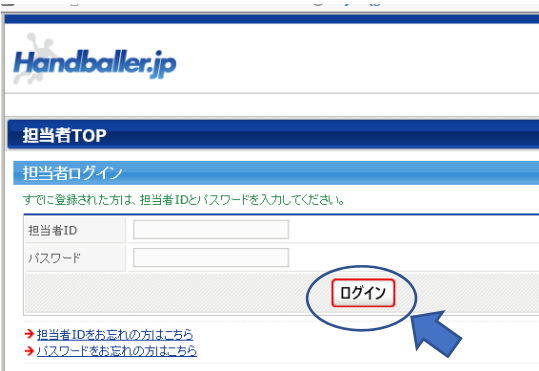 Handballer.jp
担当者TOP
担当者ログイン
すでに登録された方は、担当者IDとパスワードを入力してください。
担当者ID
パスワード
ログイン
担当者IDをお忘れの方はこちら
パスワードをお忘れの方はこちら